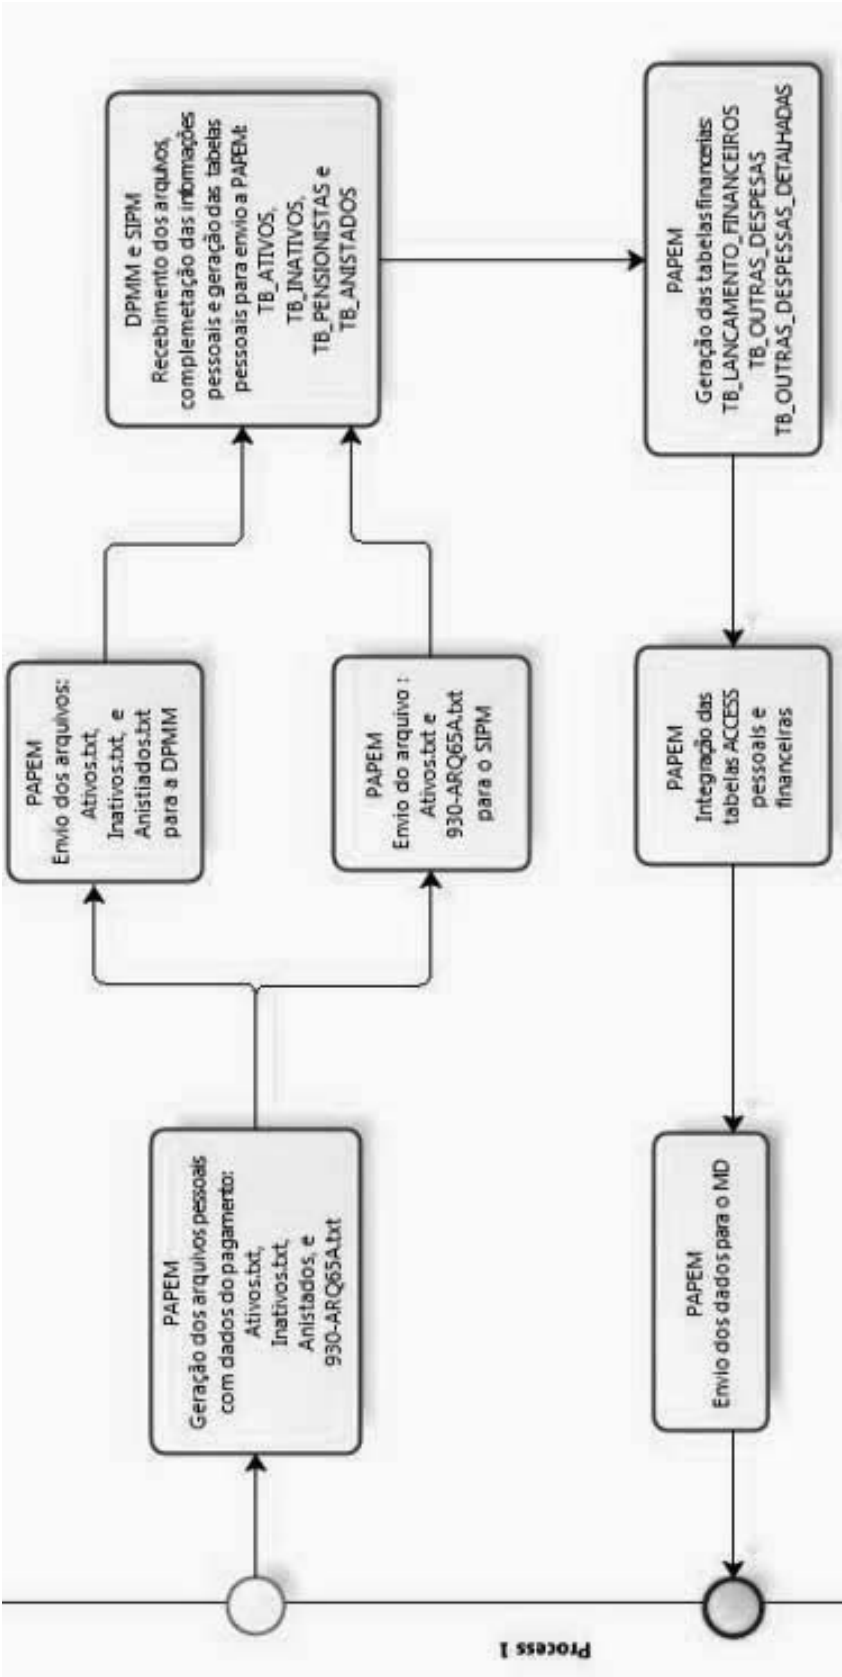 Process 1
PAPEM
Geração dos arquivos pessoais
com dados do pagamento:
Ativos.txt,
Inativos.txt,
Anistados, e
930-ARQ65A.txt
PAPEM
Envio dos arquivos:
Ativos.txt,
Inativos.txt, e
Anistiados.txt
para a DPMM
PAPEM
Envio do arquivo :
Ativos.txt e
930-ARQ65A.txt
para o SIPM
DPMM e SIPM
Recebimento dos arquivos,
complemetação das informações
pessoais e geração das tabelas
pessoais para envio a PAPEM:
TB_ATIVOS,
TB_INATIVOS,
TB_PENSIONISTAS e
TB_ANISTADOS
PAPEM
Geração das tabelas financerias:
TB_LANCAMENTO_FINANCEIROS
TB_OUTRAS_DESPESAS
TB_OUTRAS_DESPESSAS_DETALHADAS
PAPEM
Integração das
tabelas ACCESS
pessoais e
financeiras
PAPEM
Envio dos dados para o MD